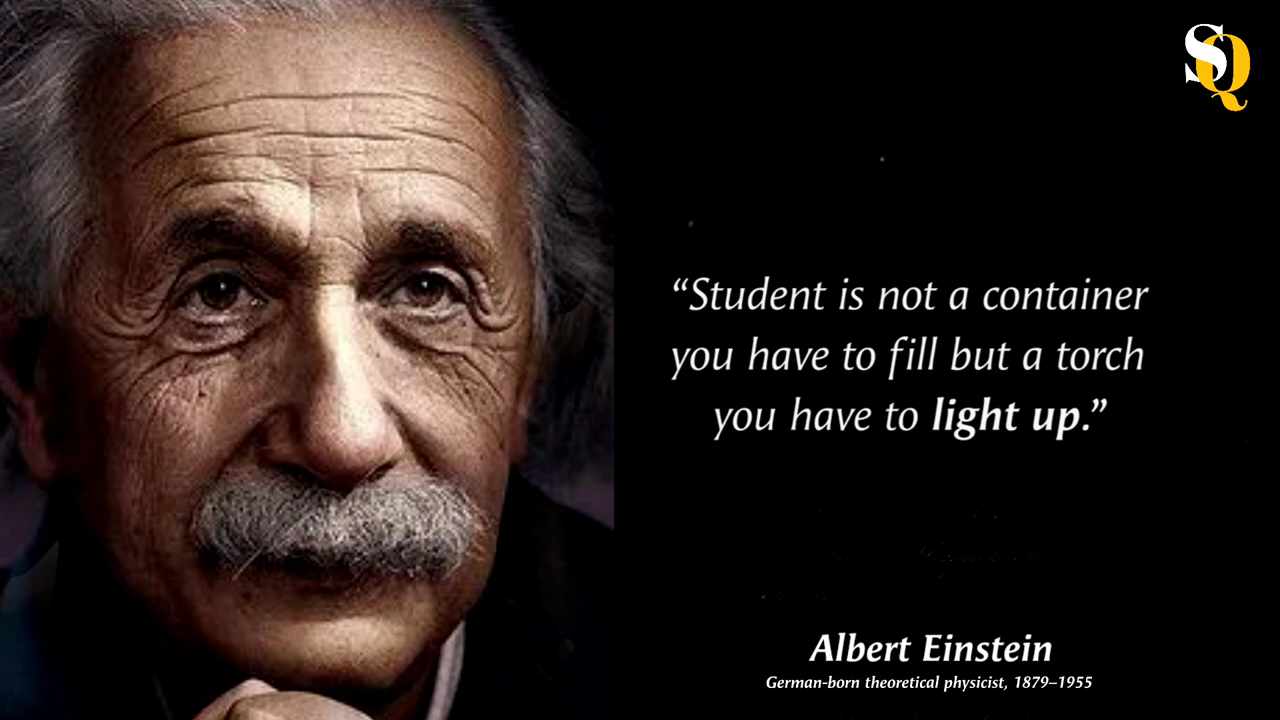 SQ
“Student is not a container
you have to fill but a torch
you have to light up.”
Albert Einstein
German-born theoretical physicist, 1879–1955